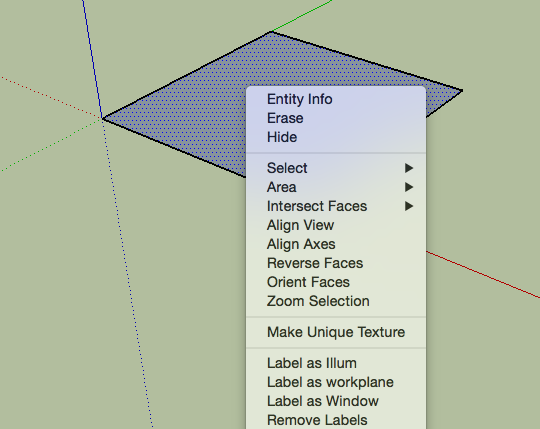 Entity Info
Erase
Hide
Select
Area
Intersect Faces
Align View
Align Axes
Reverse Faces
Orient Faces
Zoom Selection
Make Unique Texture
Label as Illum
Label as workplane
Label as Window
Remove Labels